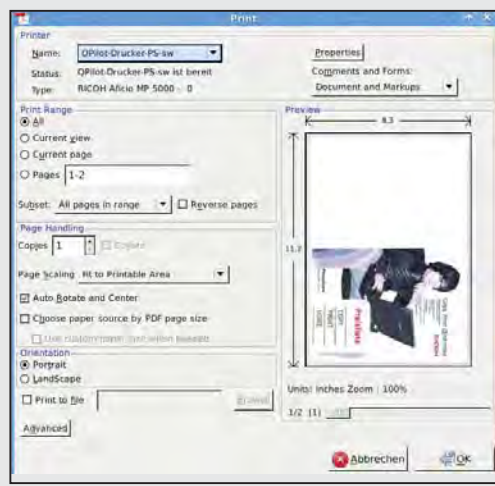 Print
Printer
Name: QPilot-Drucker-PS-sw
Status: QPilot-Drucker-PS-sw ist bereit
Type: RICOH Aficio MP 5000 - 0
Properties
Comments and Forms:
Document and Markups
Print Range
All
Current view
Current page
Pages 1-2
Subset: All pages in range
Reverse pages
Page Handling
Copies 1
Page Scaling Fit to Printable Area
Auto Rotate and Center
Choose paper source by PDF page size
Orientation
Portrait
LandScape
Print to file
Advanced
Preview
8.3
Units: Inches Zoom : 100%
1/2 (1)
Abbrechen
OK